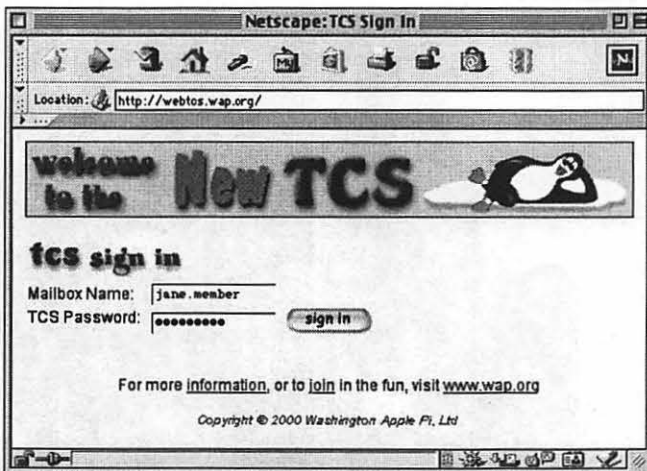 Netscape: TCS Sign In
My
N
Location: http://webtcs.wap.org/
welcome to the New TCS
tcs sign in
Mailbox Name: jane.member
TCS Password: ●●●●●●●●●
sign in
For more information, or to join in the fun, visit www.wap.org
Copyright © 2000 Washington Apple Pi, Ltd